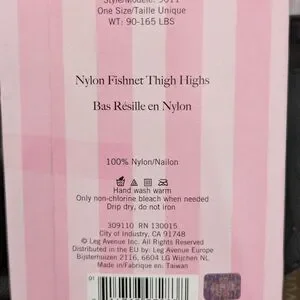 Style/Modèle: 9011
One Size/Taille Unique
WT: 90-165 LBS
Nylon Fishnet Thigh Highs
Bas Résille en Nylon
100% Nylon/Nailon
Hand wash warm
Only non-chlorine bleach when needed
Drip dry, do not iron
309110 RN 130015
City of Industry, CA 91748
© Leg Avenue Inc. All Rights Reserved
Distributed in the EU by: Leg Avenue Europe
Bijsterhuizen 2116, 6604 LG Wijchen NL
Made in/Fabriqué en: Taiwan